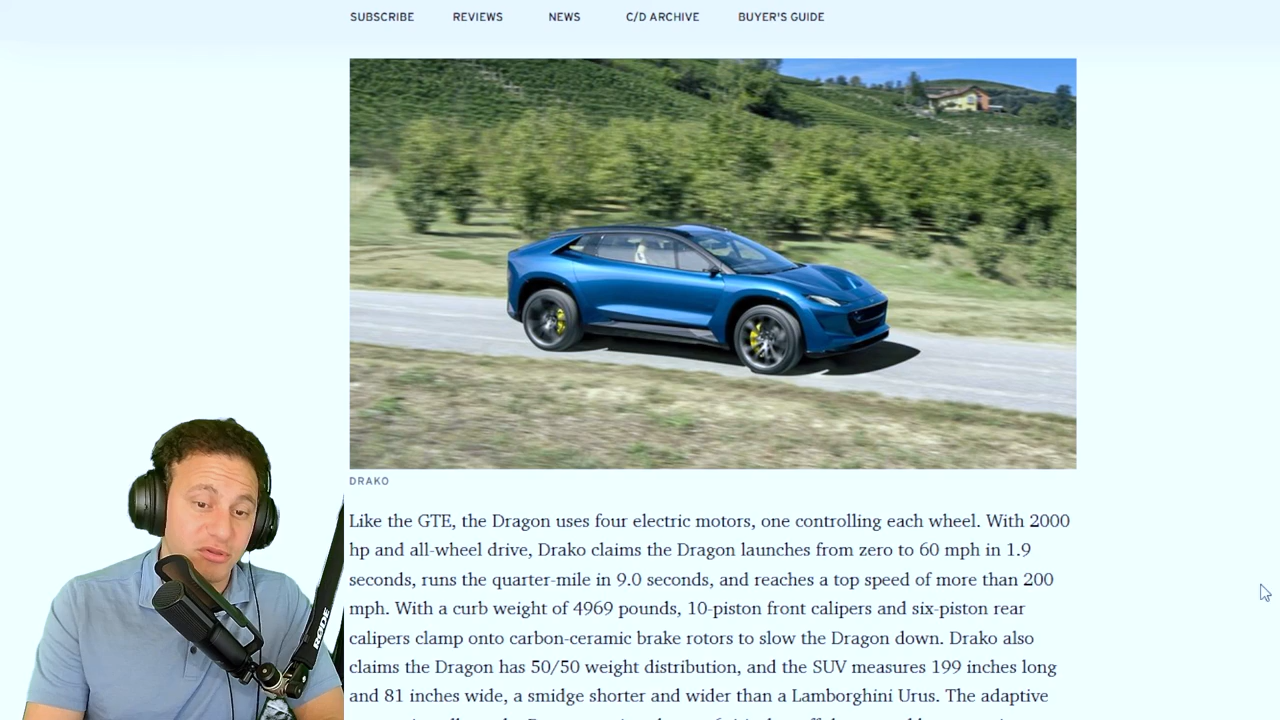 SUBSCRIBE REVIEWS NEWS C/D ARCHIVE BUYER'S GUIDE
DRAKO
Like the GTE, the Dragon uses four electric motors, one controlling each wheel. With 2000
hp and all-wheel drive, Drako claims the Dragon launches from zero to 60 mph in 1.9
seconds, runs the quarter-mile in 9.0 seconds, and reaches a top speed of more than 200
mph. With a curb weight of 4969 pounds, 10-piston front calipers and six-piston rear
calipers clamp onto carbon-ceramic brake rotors to slow the Dragon down. Drako also
claims the Dragon has 50/50 weight distribution, and the SUV measures 199 inches long
and 81 inches wide, a smidge shorter and wider than a Lamborghini Urus. The adaptive
RØDE